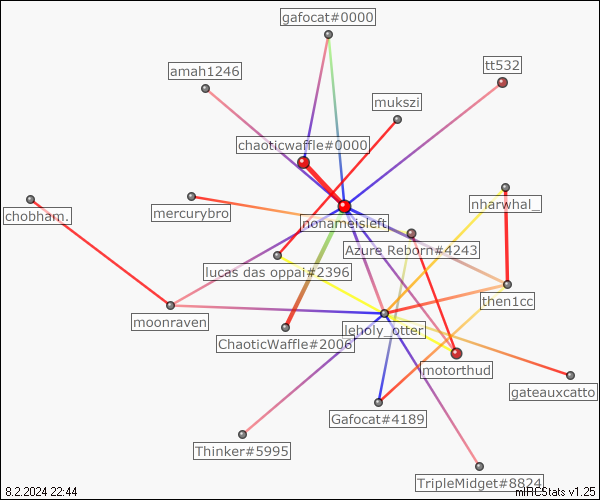 gafocat#0000
tt532
amah1246
mukszi
chaoticwaffle#0000
nharwhal_
mercurybro
chobham.
nonameisleft
Azure Reborn#4243
lucas das oppai#2396
then1cc
moonraven
leholy_otter
ChaoticWaffle#2006
motorthud
gateauxcatto
Gafocat#4189
Thinker#5995
TripleMidget#8824
8.2.2024 22:44
mIRCStats v1.25